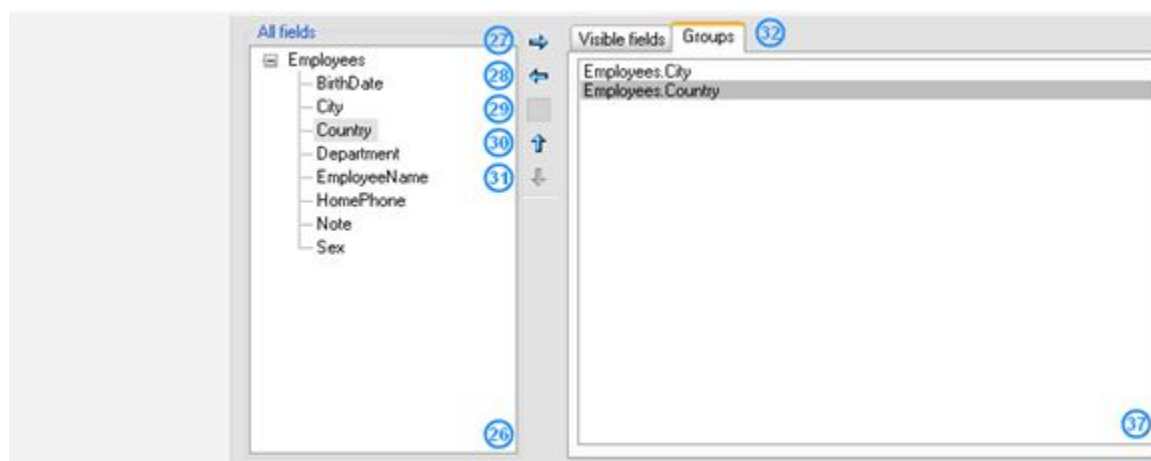 All fields
Employees
BirthDate
City
Country
Department
EmployeeName
HomePhone
Note
Sex
27
28
29
30
31
26
Visible fields Groups 32
Employees.City
Employees.Country
37